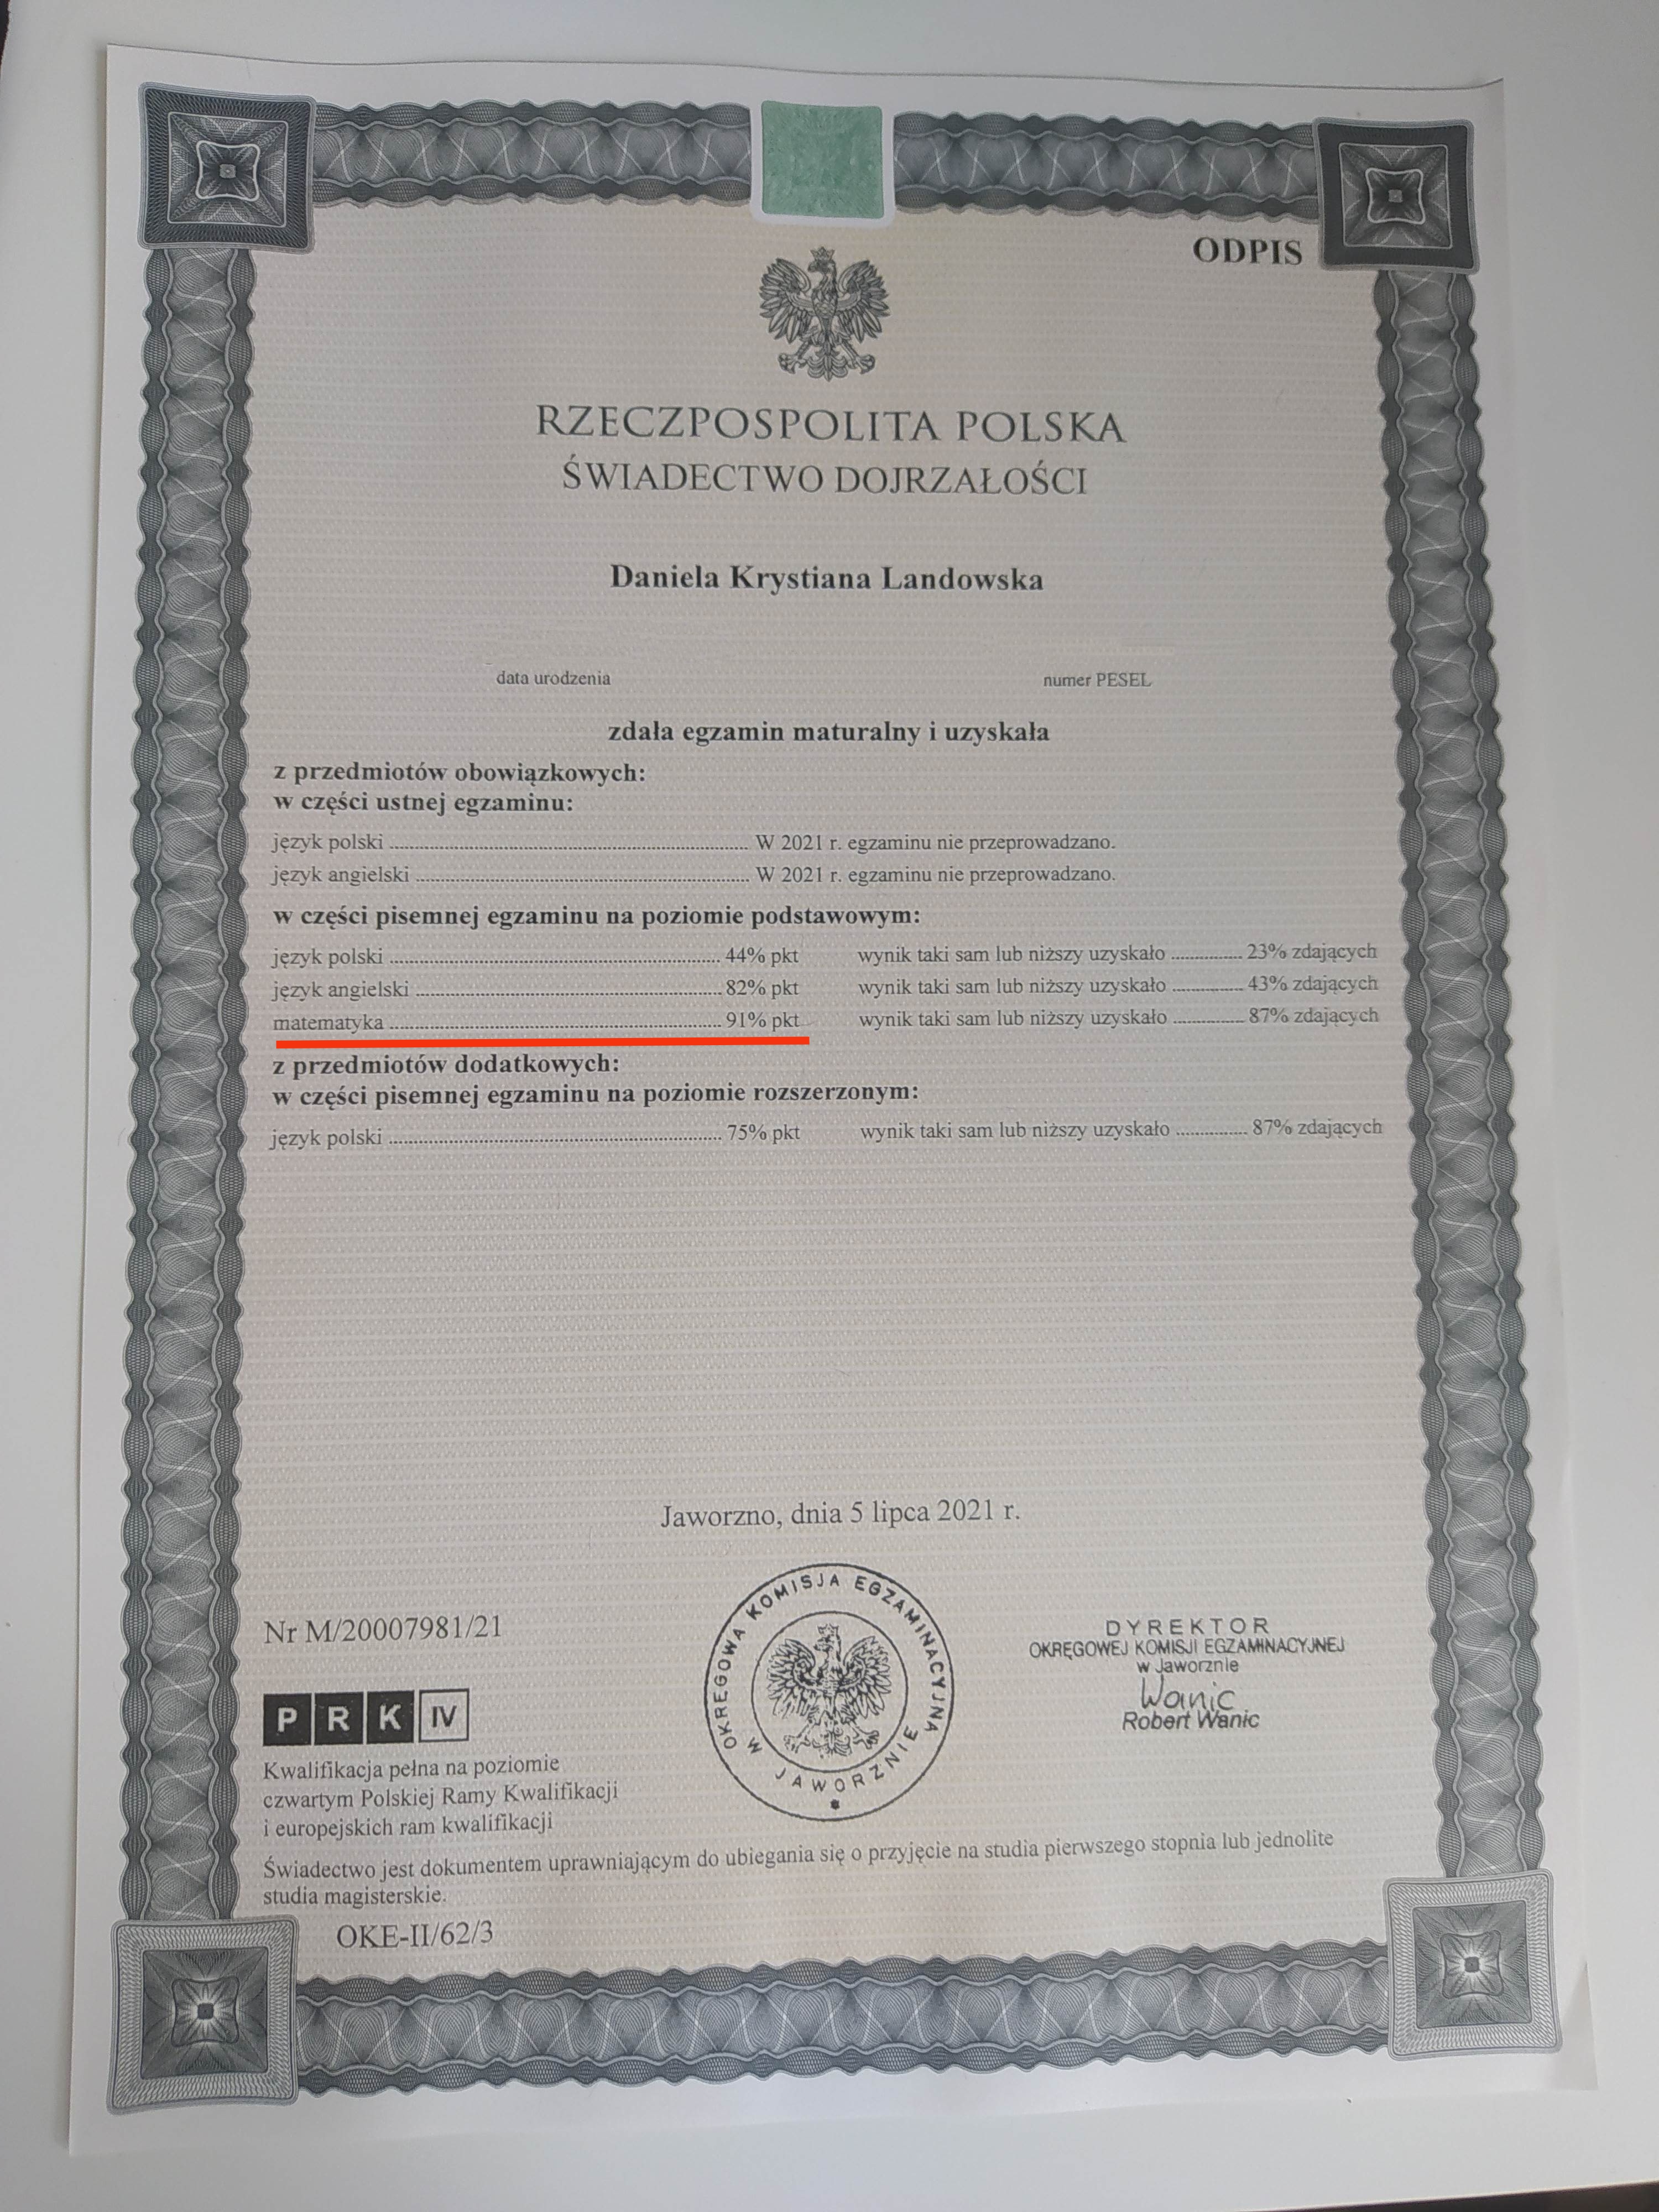 ODPIS
RZECZPOSPOLITA POLSKA
ŚWIADECTWO DOJRZAŁOŚCI
Daniela Krystiana Landowska
data urodzenia numer PESEL
zdała egzamin maturalny i uzyskała
z przedmiotów obowiązkowych:
w części ustnej egzaminu:
język polski ........ W 2021 r. egzaminu nie przeprowadzano.
język angielski ........ W 2021 r. egzaminu nie przeprowadzano.
w części pisemnej egzaminu na poziomie podstawowym:
język polski ........ 44% pkt wynik taki sam lub niższy uzyskało ........ 23% zdających
język angielski ........ 82% pkt wynik taki sam lub niższy uzyskało ........ 43% zdających
matematyka ........ 91% pkt wynik taki sam lub niższy uzyskało ........ 87% zdających
z przedmiotów dodatkowych:
w części pisemnej egzaminu na poziomie rozszerzonym:
język polski ........ 75% pkt wynik taki sam lub niższy uzyskało ........ 87% zdających
Jaworzno, dnia 5 lipca 2021 r.
Nr M/20007981/21
OKRĘGOWA KOMISJA EGZAMINACYJNA
W JAWORZNIE
DYREKTOR
OKRĘGOWEJ KOMISJI EGZAMINACYJNEJ
w Jaworznie
Wanic
Robert Wanic
PRK IV
Kwalifikacja pełna na poziomie
czwartym Polskiej Ramy Kwalifikacji
i europejskich ram kwalifikacji
Świadectwo jest dokumentem uprawniającym do ubiegania się o przyjęcie na studia pierwszego stopnia lub jednolite
studia magisterskie.
OKE-II/62/3